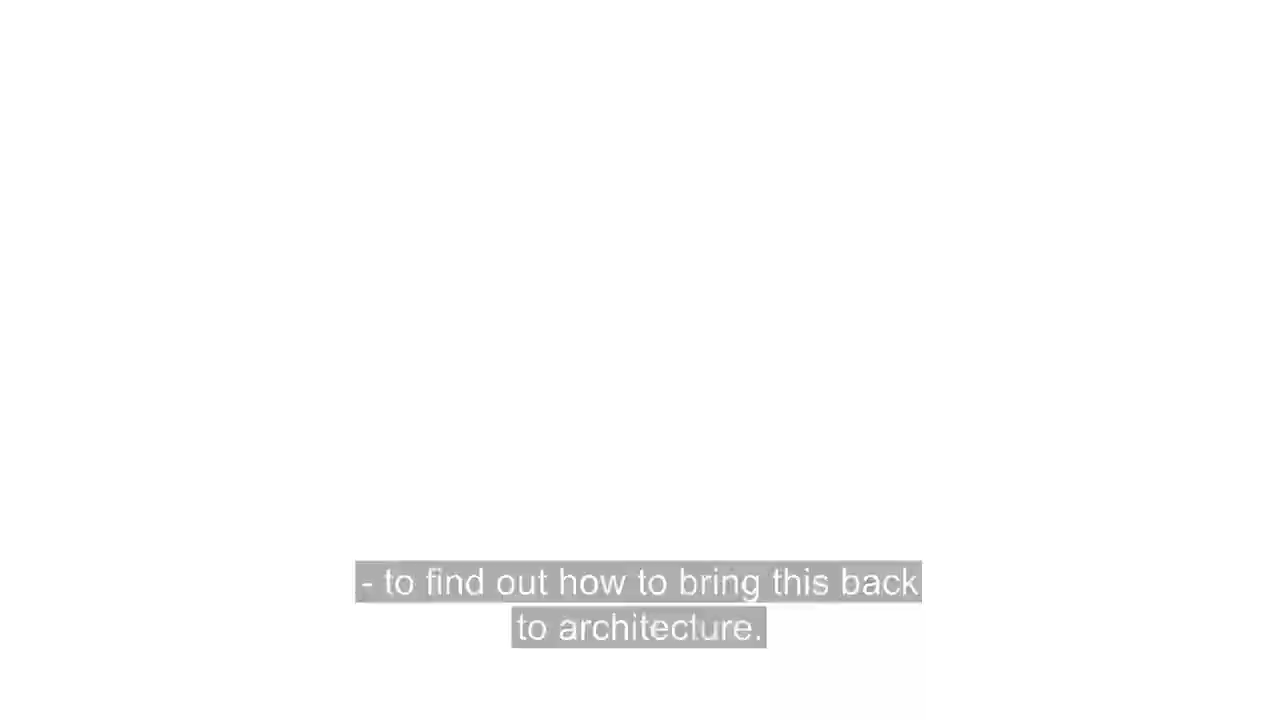 - to find out how to bring this back
to architecture.